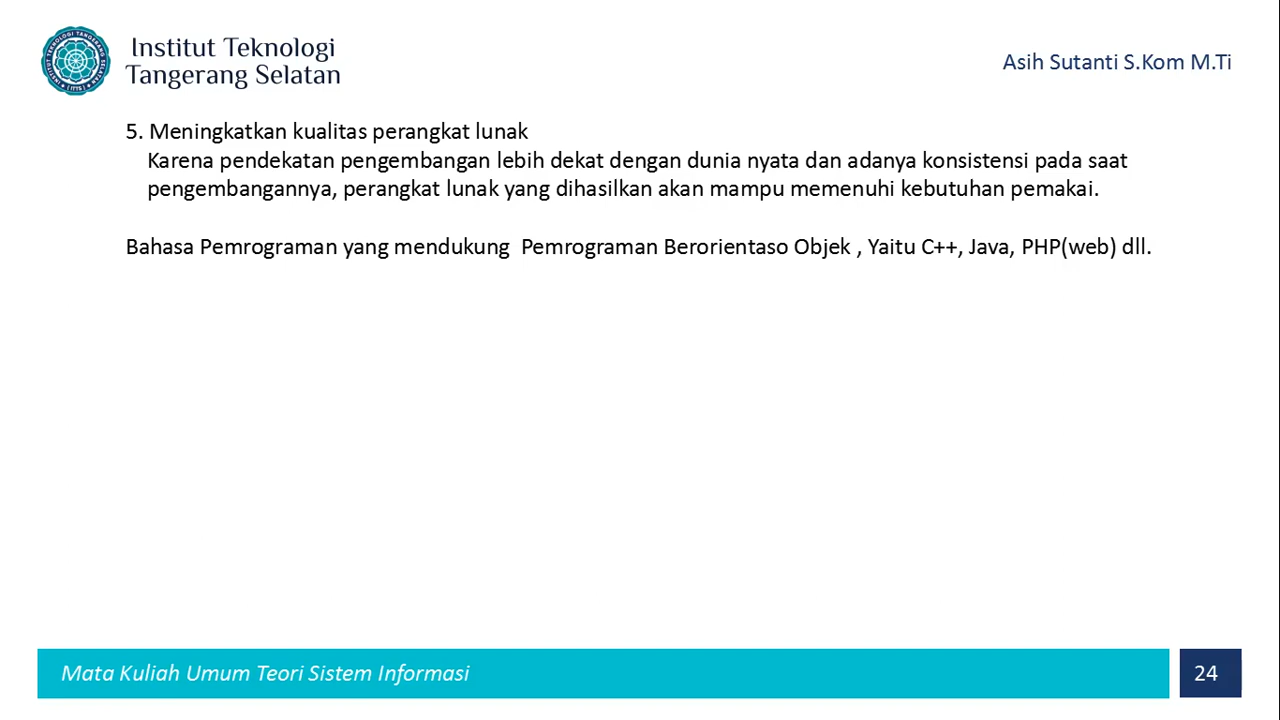 Institut Teknologi
Tangerang Selatan
Asih Sutanti S.Kom M.Ti
5. Meningkatkan kualitas perangkat lunak
Karena pendekatan pengembangan lebih dekat dengan dunia nyata dan adanya konsistensi pada saat
pengembangannya, perangkat lunak yang dihasilkan akan mampu memenuhi kebutuhan pemakai.
Bahasa Pemrograman yang mendukung  Pemrograman Berorientaso Objek , Yaitu C++, Java, PHP(web) dll.
Mata Kuliah Umum Teori Sistem Informasi
24